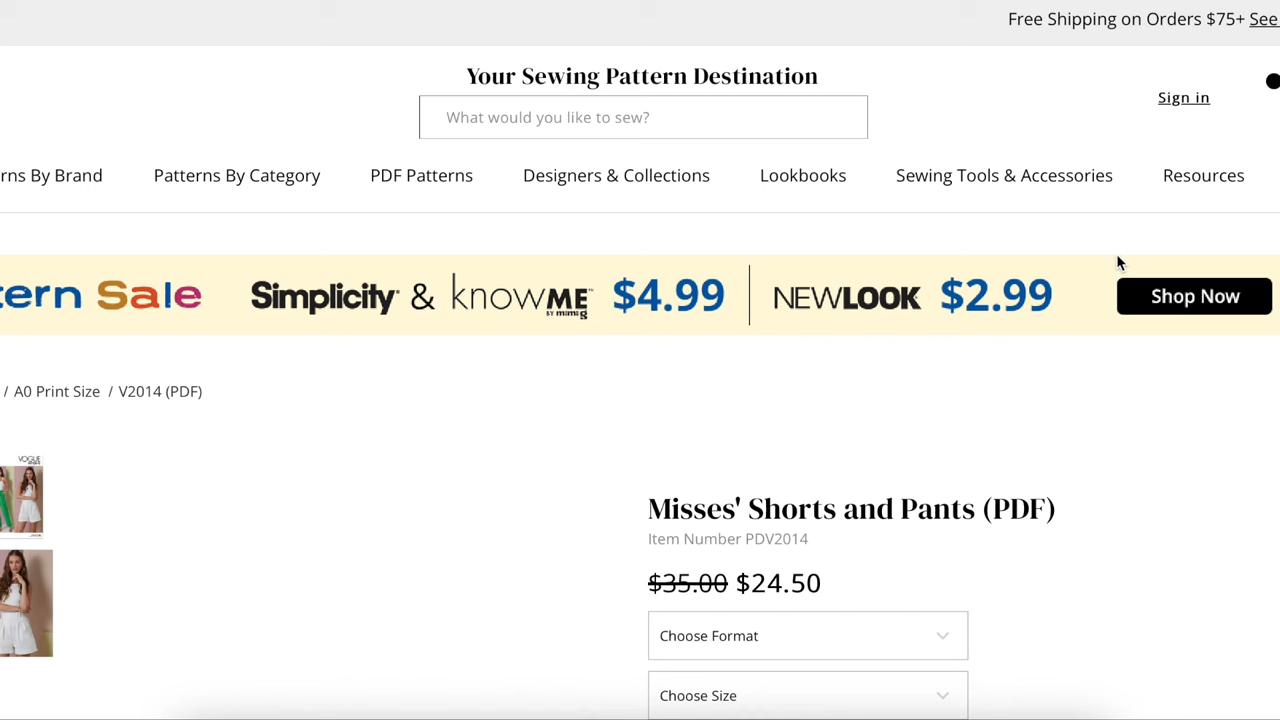 Free Shipping on Orders $75+ See
Your Sewing Pattern Destination
What would you like to sew?
Sign in
rns By Brand Patterns By Category PDF Patterns Designers & Collections Lookbooks Sewing Tools & Accessories Resources
tern Sale Simplicity & knowME BY mimi g $4.99 NEWLOOK $2.99 Shop Now
/ A0 Print Size / V2014 (PDF)
VOGUE
Misses' Shorts and Pants (PDF)
Item Number PDV2014
$35.00 $24.50
Choose Format
Choose Size